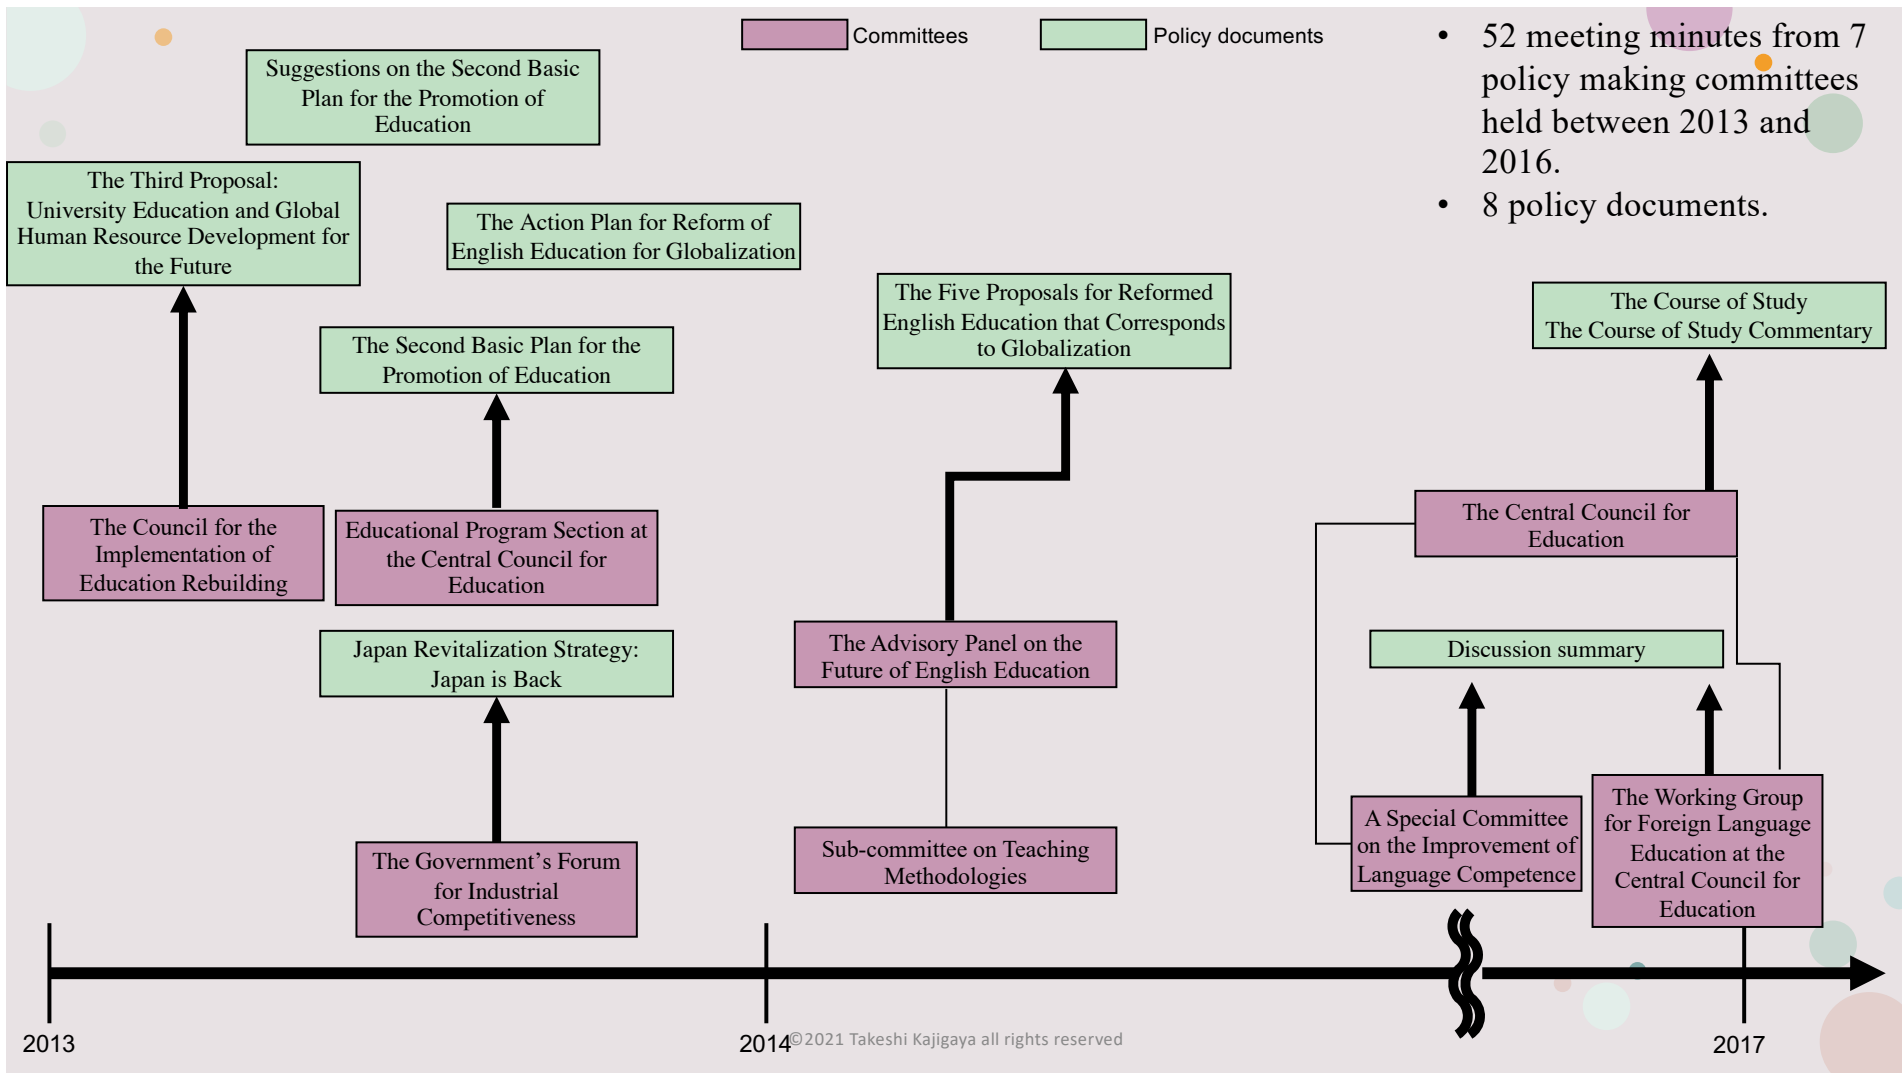 Committees
Policy documents
• 52 meeting minutes from 7
policy making committees
held between 2013 and
2016.
• 8 policy documents.
Suggestions on the Second Basic
Plan for the Promotion of
Education
The Third Proposal:
University Education and Global
Human Resource Development for
the Future
The Action Plan for Reform of
English Education for Globalization
The Five Proposals for Reformed
English Education that Corresponds
to Globalization
The Course of Study
The Course of Study Commentary
The Second Basic Plan for the
Promotion of Education
The Council for the
Implementation of
Education Rebuilding
Educational Program Section at
the Central Council for
Education
The Central Council for
Education
Japan Revitalization Strategy:
Japan is Back
The Advisory Panel on the
Future of English Education
Discussion summary
The Government’s Forum
for Industrial
Competitiveness
Sub-committee on Teaching
Methodologies
A Special Committee
on the Improvement of
Language Competence
The Working Group
for Foreign Language
Education at the
Central Council for
Education
2013
2014
©2021 Takeshi Kajigaya all rights reserved
2017